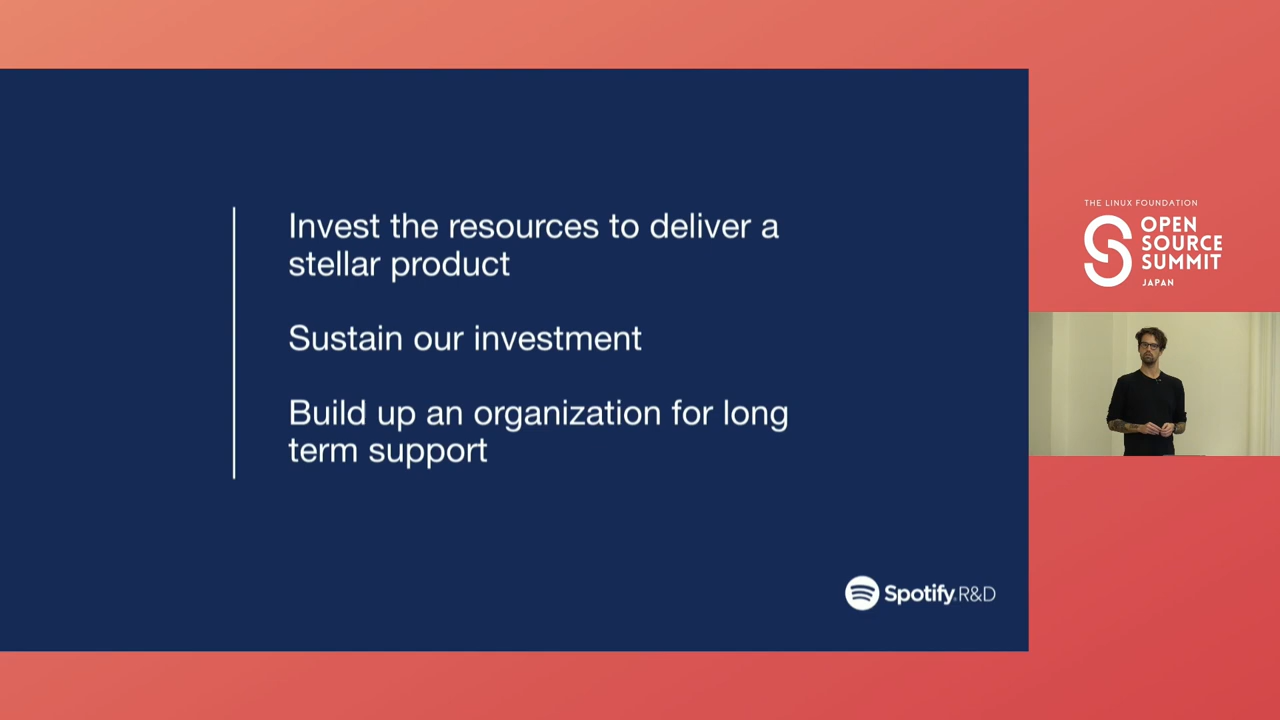 Invest the resources to deliver a
stellar product
Sustain our investment
Build up an organization for long
term support
Spotify R&D
THE LINUX FOUNDATION
OPEN
SOURCE
SUMMIT
JAPAN